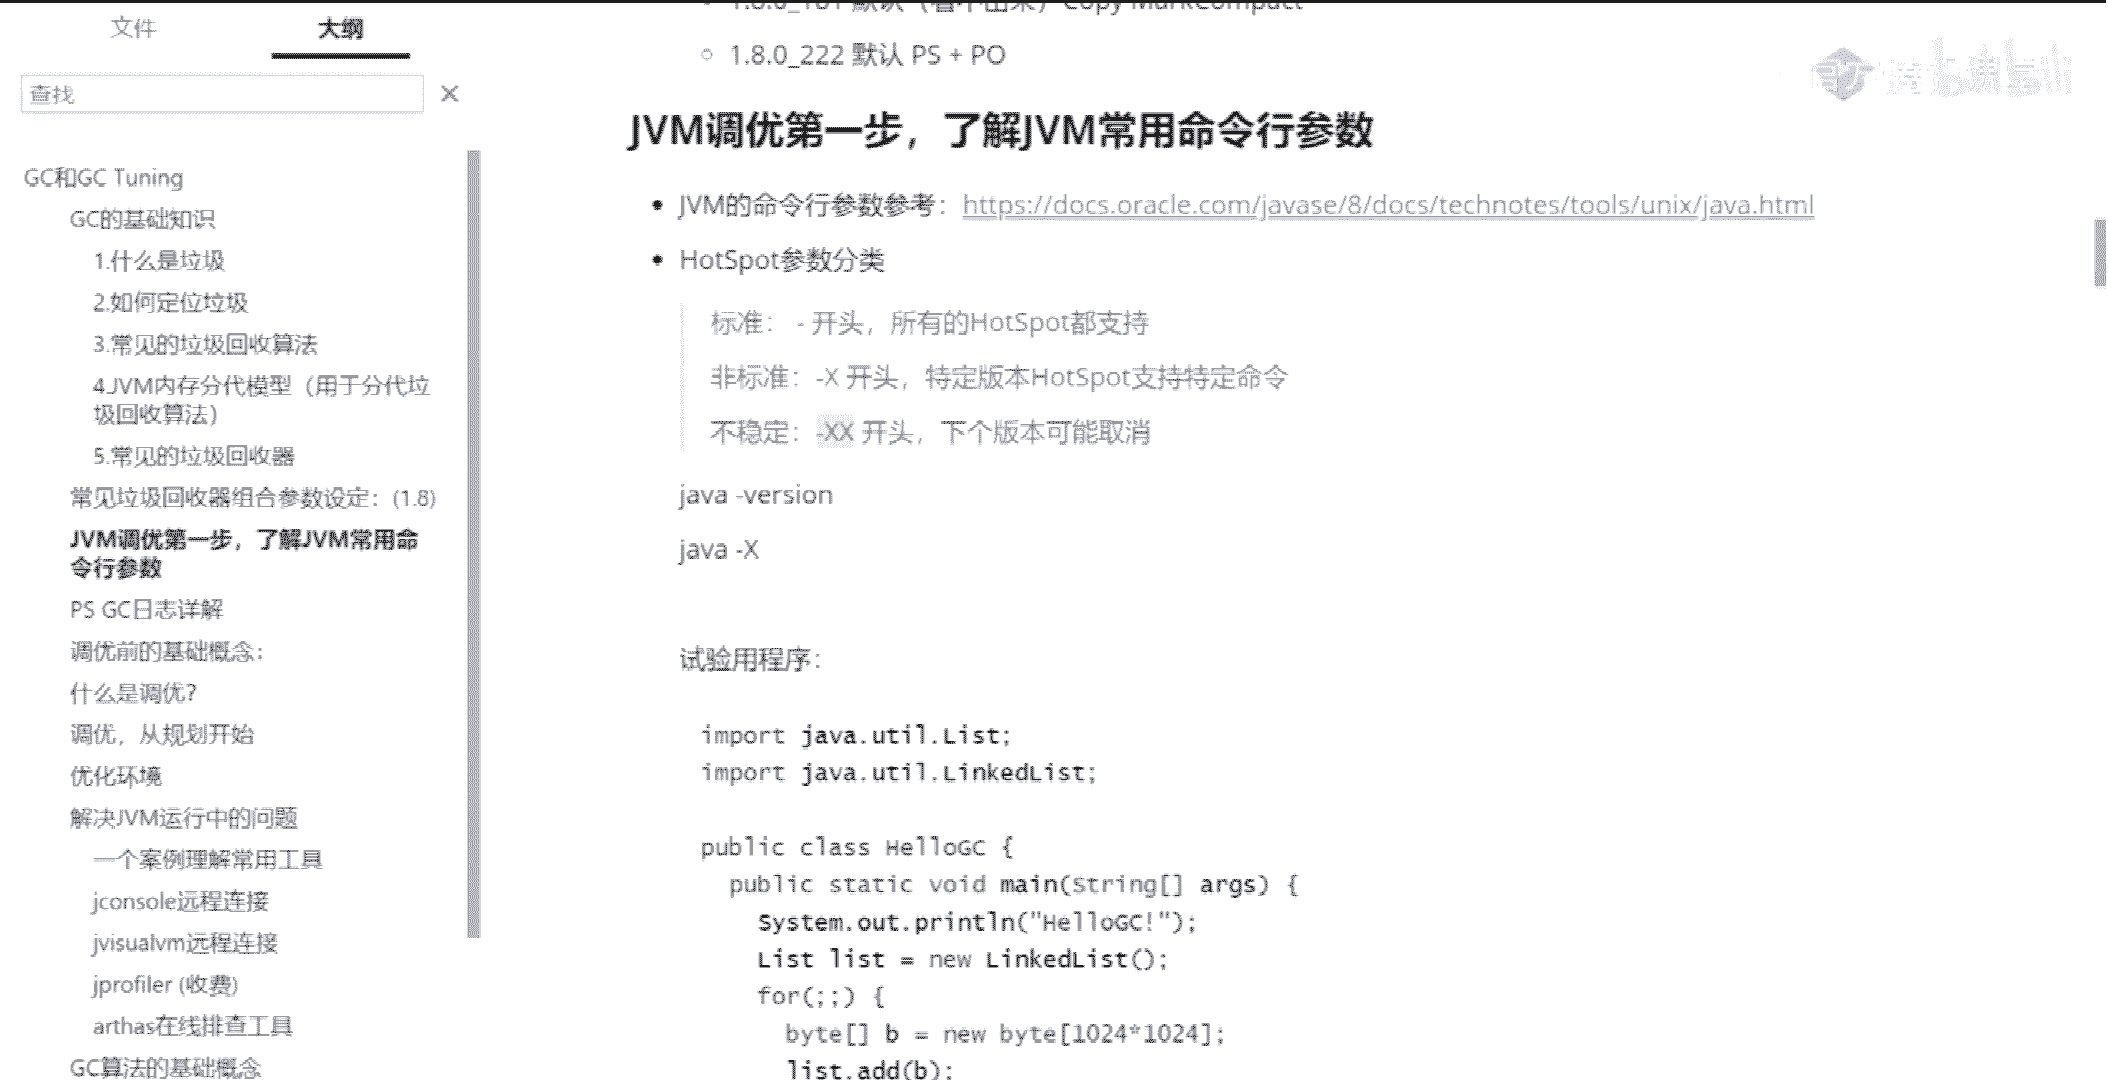 文件
大纲
查找
GC和GC Tuning
GC的基础知识
1.什么是垃圾
2.如何定位垃圾
3.常见的垃圾回收算法
4.JVM内存分代模型（用于分代垃
圾回收算法）
5.常见的垃圾回收器
常见垃圾回收器组合参数设定：(1.8)
JVM调优第一步，了解JVM常用命
令行参数
PS GC日志详解
调优前的基础概念：
什么是调优？
调优，从规划开始
优化环境
解决JVM运行中的问题
一个案例理解常用工具
jconsole远程连接
jvisualvm远程连接
jprofiler (收费)
arthas在线排查工具
GC算法的基础概念
默认（看不出来）Copy MarkCompact
1.8.0_222 默认 PS + PO
JVM调优第一步，了解JVM常用命令行参数
JVM的命令行参数参考：https://docs.oracle.com/javase/8/docs/technotes/tools/unix/java.html
HotSpot参数分类
标准： - 开头，所有的HotSpot都支持
非标准：-X 开头，特定版本HotSpot支持特定命令
不稳定：-XX 开头，下个版本可能取消
java -version
java -X
试验用程序：
import java.util.List;
import java.util.LinkedList;
public class HelloGC {
public static void main(String[] args) {
System.out.println("HelloGC!");
List list = new LinkedList();
for(;;) {
byte[] b = new byte[1024*1024];
list.add(b);